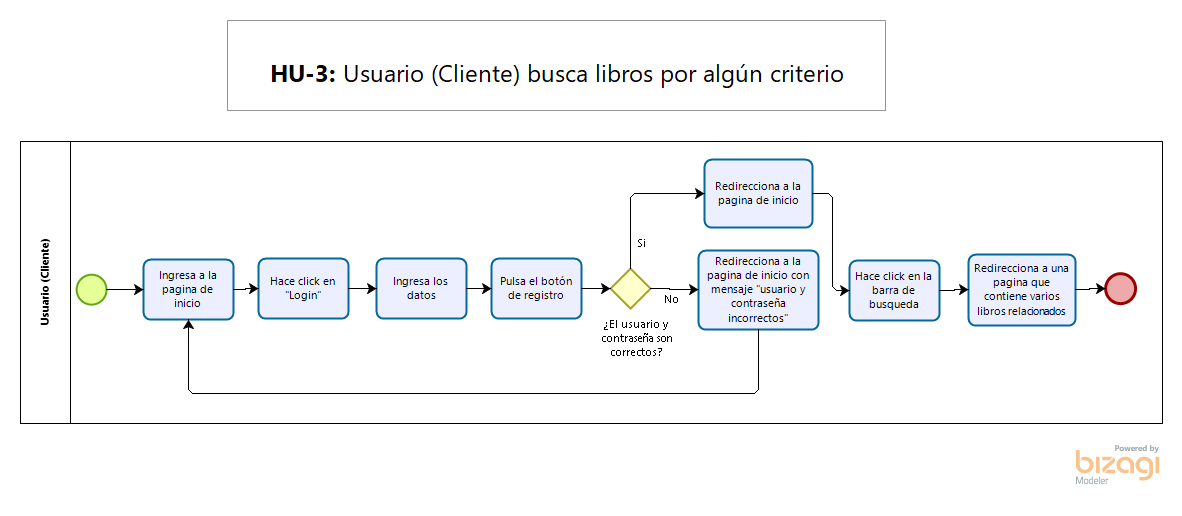 HU-3: Usuario (Cliente) busca libros por algún criterio
Usuario (Cliente)
Ingresa a la
pagina de
inicio
Hace click en
"Login"
Ingresa los
datos
Pulsa el botón
de registro
¿El usuario y
contraseña son
correctos?
Si
No
Redirecciona a la
pagina de inicio
Redirecciona a la
pagina de inicio con
mensaje "usuario y
contraseña
incorrectos"
Hace click en la
barra de
busqueda
Redirecciona a una
pagina que
contiene varios
libros relacionados
Powered by
bizagi
Modeler